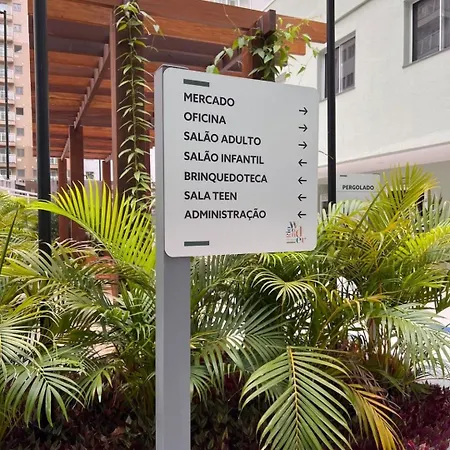 MERCADO →
OFICINA →
SALÃO ADULTO →
SALÃO INFANTIL ←
BRINQUEDOTECA ←
SALA TEEN ←
ADMINISTRAÇÃO ←
PERGOLADO